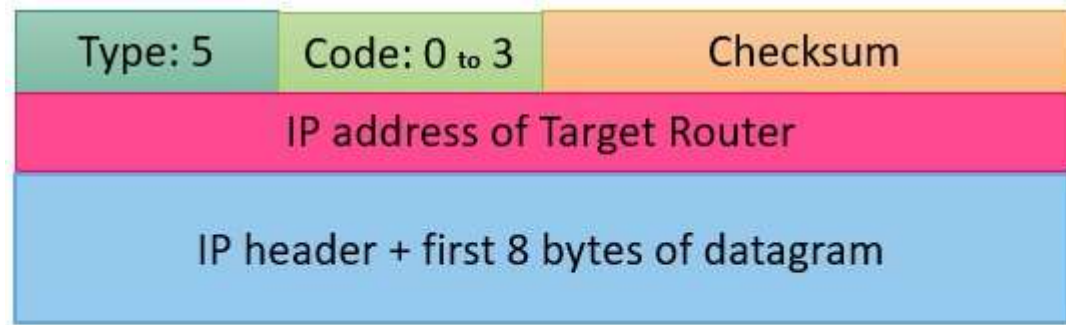 Type: 5 Code: 0 to 3 Checksum
IP address of Target Router
IP header + first 8 bytes of datagram